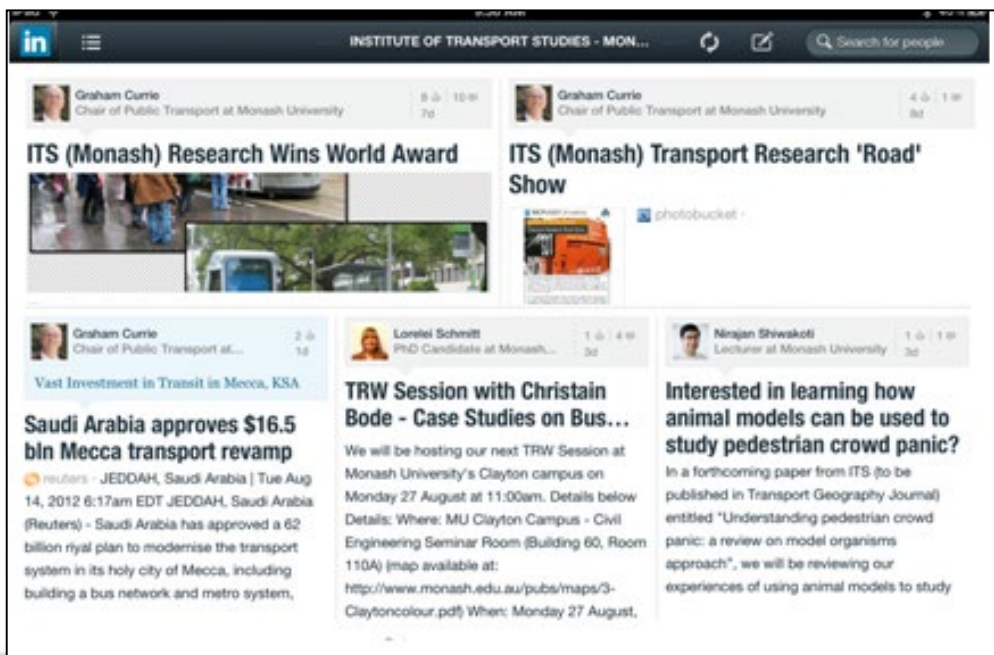 in
INSTITUTE OF TRANSPORT STUDIES - MON...
Search for people
Graham Currie
Chair of Public Transport at Monash University
8 10
7d
ITS (Monash) Research Wins World Award
Graham Currie
Chair of Public Transport at Monash University
4 1
8d
ITS (Monash) Transport Research 'Road'
Show
photobucket -
Graham Currie
Chair of Public Transport at...
2
1d
Vast Investment in Transit in Mecca, KSA
Saudi Arabia approves $16.5
bln Mecca transport revamp
reuters - JEDDAH, Saudi Arabia | Tue Aug
14, 2012 6:17am EDT JEDDAH, Saudi Arabia
(Reuters) - Saudi Arabia has approved a 62
billion riyal plan to modernise the transport
system in its holy city of Mecca, including
building a bus network and metro system,
Lorelei Schmitt
PhD Candidate at Monash...
1 4
3d
TRW Session with Christain
Bode - Case Studies on Bus...
We will be hosting our next TRW Session at
Monash University's Clayton campus on
Monday 27 August at 11:00am. Details below
Details: Where: MU Clayton Campus - Civil
Engineering Seminar Room (Building 60, Room
110A) (map available at:
http://www.monash.edu.au/pubs/maps/3-
Claytoncolour.pdf) When: Monday 27 August,
Nirajan Shiwakoti
Lecturer at Monash University
1 1
3d
Interested in learning how
animal models can be used to
study pedestrian crowd panic?
In a forthcoming paper from ITS (to be
published in Transport Geography Journal)
entitled "Understanding pedestrian crowd
panic: a review on model organisms
approach", we will be reviewing our
experiences of using animal models to study